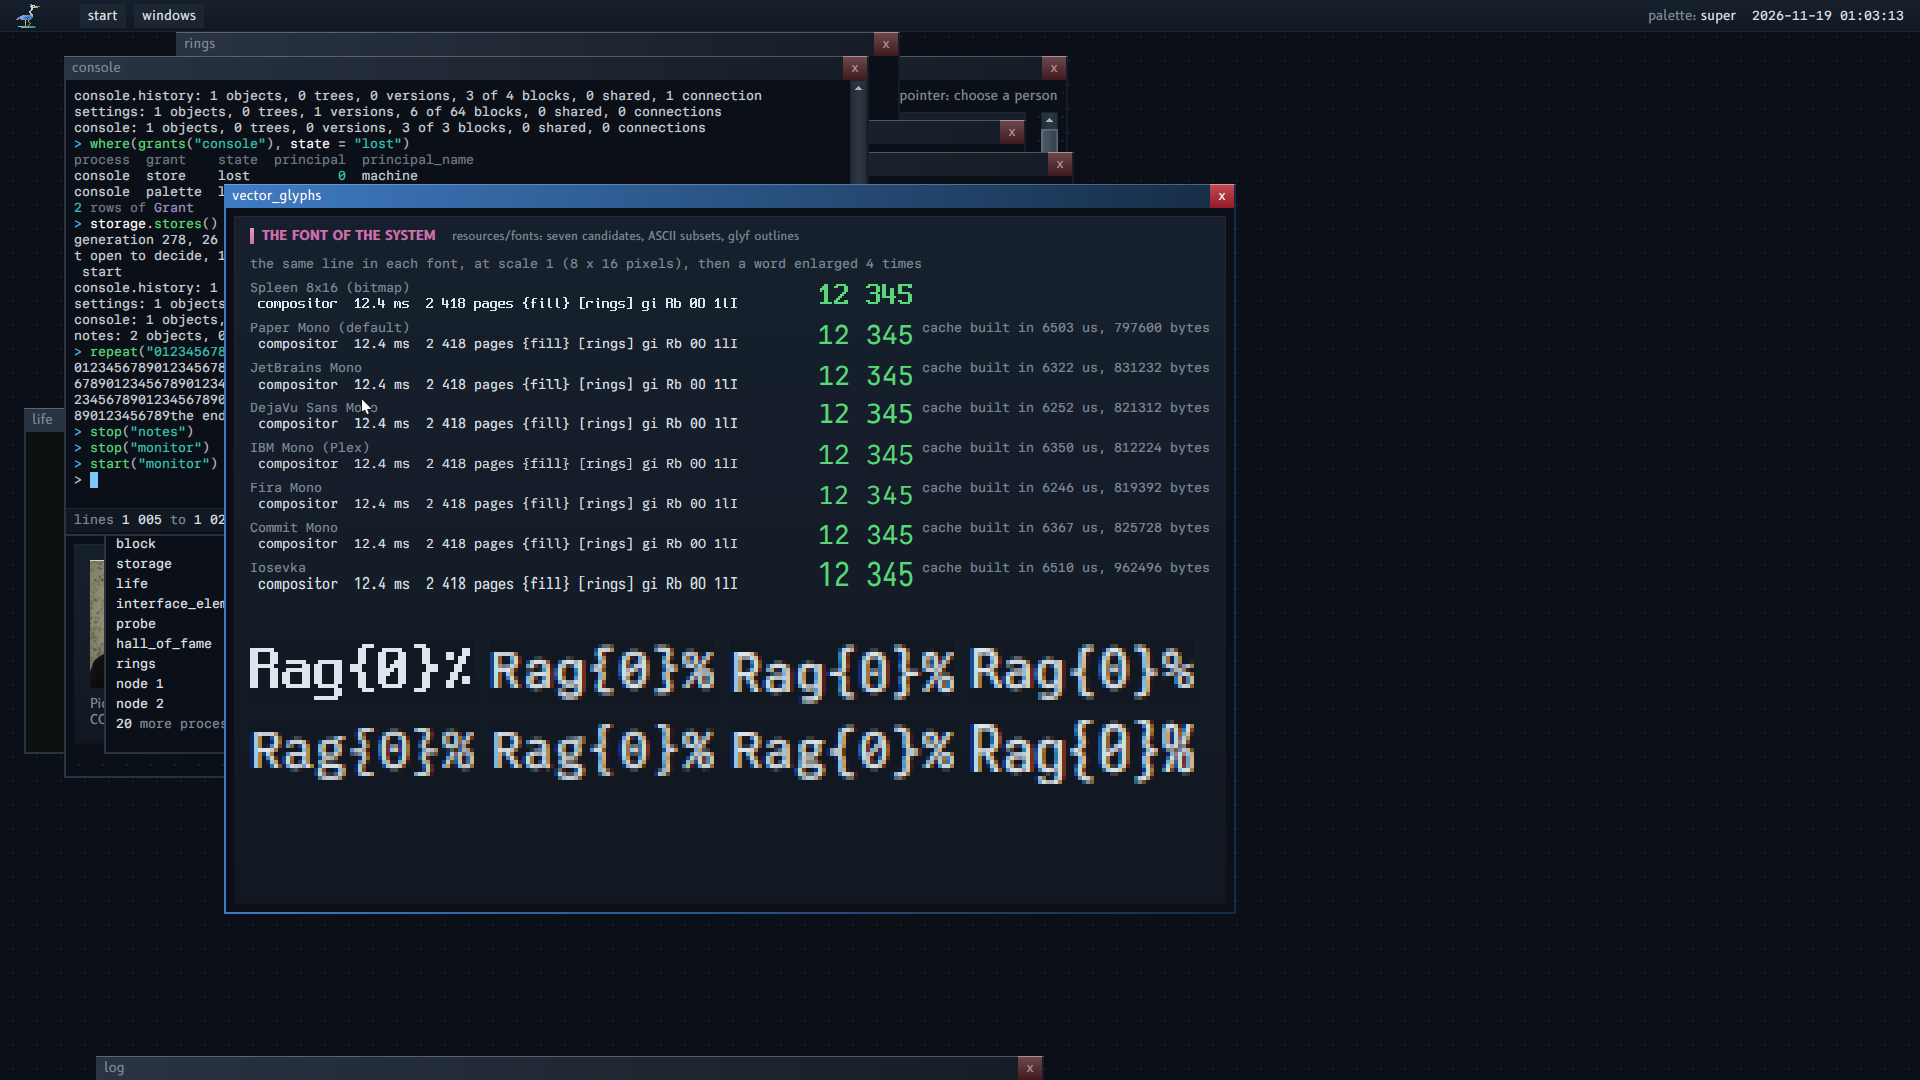 start windows palette: super 2026-11-19 01:03:13
rings x
console x
x
console.history: 1 objects, 0 trees, 0 versions, 3 of 4 blocks, 0 shared, 1 connection
pointer: choose a person
settings: 1 objects, 0 trees, 1 versions, 6 of 64 blocks, 0 shared, 0 connections
console: 1 objects, 0 trees, 0 versions, 3 of 3 blocks, 0 shared, 0 connections
x
> where(grants("console"), state = "lost")
process grant state principal principal_name
x
console store lost 0 machine
console palette
2 rows of Grant
> storage.stores()
generation 278, 26
t open to decide, 1
start
console.history: 1
settings: 1 objects
console: 1 objects,
notes: 2 objects, 0
> repeat("012345678
01234567890123456789
678901234567890 1234
23456789012345678 90
890123456789the end
> stop("notes")
> stop("monitor")
> start("monitor")
>
lines 1 005 to 1 02
life
block
storage
life
interface_elem
probe
hall_of_fame
rings
node 1
node 2
20 more proces
vector_glyphs x
THE FONT OF THE SYSTEM resources/fonts: seven candidates, ASCII subsets, glyf outlines
the same line in each font, at scale 1 (8 x 16 pixels), then a word enlarged 4 times
Spleen 8x16 (bitmap)
compositor 12.4 ms 2 418 pages {fill} [rings] gi Rb 0O 1lI 12 345
Paper Mono (default)
compositor 12.4 ms 2 418 pages {fill} [rings] gi Rb 0O 1lI 12 345 cache built in 6503 us, 797600 bytes
JetBrains Mono
compositor 12.4 ms 2 418 pages {fill} [rings] gi Rb 0O 1lI 12 345 cache built in 6322 us, 831232 bytes
DejaVu Sans Mono
compositor 12.4 ms 2 418 pages {fill} [rings] gi Rb 0O 1lI 12 345 cache built in 6252 us, 821312 bytes
IBM Mono (Plex)
compositor 12.4 ms 2 418 pages {fill} [rings] gi Rb 0O 1lI 12 345 cache built in 6350 us, 812224 bytes
Fira Mono
compositor 12.4 ms 2 418 pages {fill} [rings] gi Rb 0O 1lI 12 345 cache built in 6246 us, 819392 bytes
Commit Mono
compositor 12.4 ms 2 418 pages {fill} [rings] gi Rb 0O 1lI 12 345 cache built in 6367 us, 825728 bytes
Iosevka
compositor 12.4 ms 2 418 pages {fill} [rings] gi Rb 0O 1lI 12 345 cache built in 6510 us, 962496 bytes
Rag{0}% Rag{0}% Rag{0}% Rag{0}%
Rag{0}% Rag{0}% Rag{0}% Rag{0}%
log x